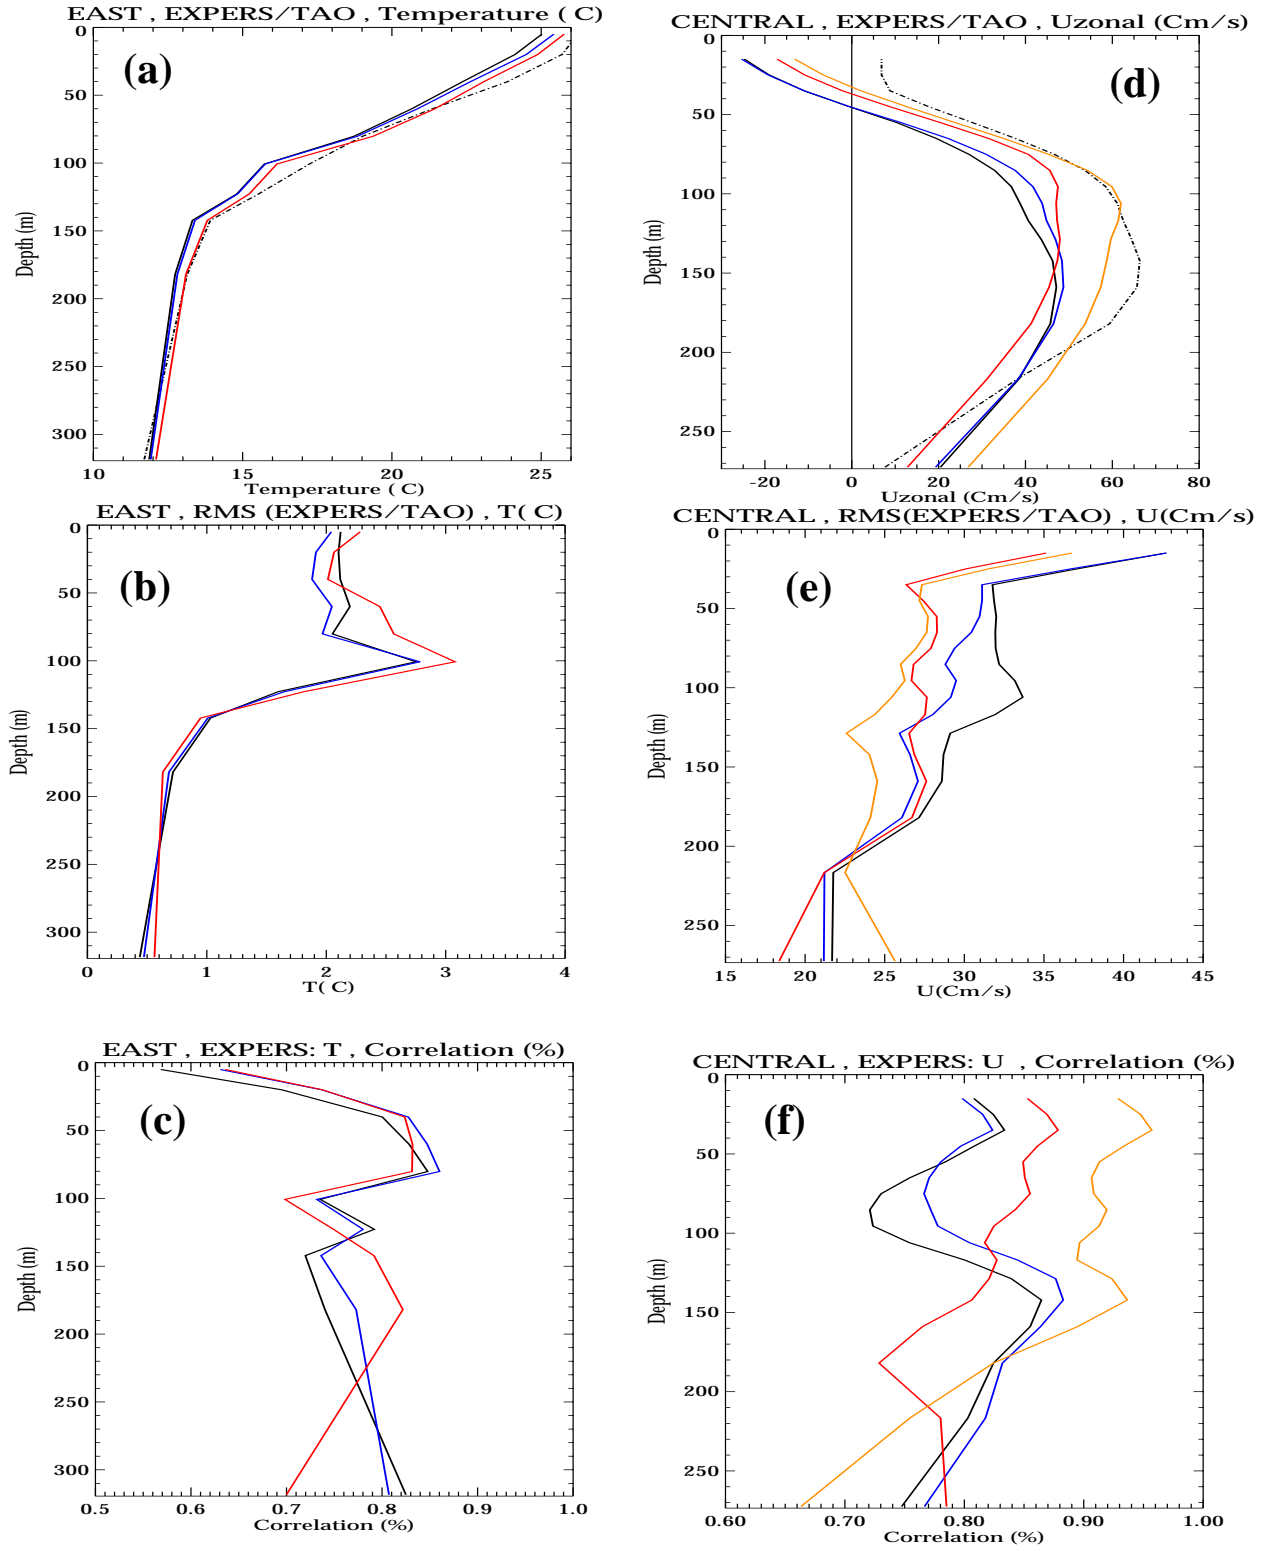 EAST , EXPERS/TAO , Temperature ( C)
(a)
0
50
100
150
200
250
300
Depth (m)
10 15 20 25
Temperature ( C)
EAST , RMS (EXPERS/TAO) , T( C)
(b)
0
50
100
150
200
250
300
Depth (m)
0 1 2 3 4
T( C)
EAST , EXPERS: T , Correlation (%)
(c)
0
50
100
150
200
250
300
Depth (m)
0.5 0.6 0.7 0.8 0.9 1.0
Correlation (%)
CENTRAL , EXPERS/TAO , Uzonal (Cm/s)
(d)
0
50
100
150
200
250
Depth (m)
-20 0 20 40 60 80
Uzonal (Cm/s)
CENTRAL , RMS(EXPERS/TAO) , U(Cm/s)
(e)
0
50
100
150
200
250
Depth (m)
15 20 25 30 35 40 45
U(Cm/s)
CENTRAL , EXPERS: U , Correlation (%)
(f)
0
50
100
150
200
250
Depth (m)
0.60 0.70 0.80 0.90 1.00
Correlation (%)